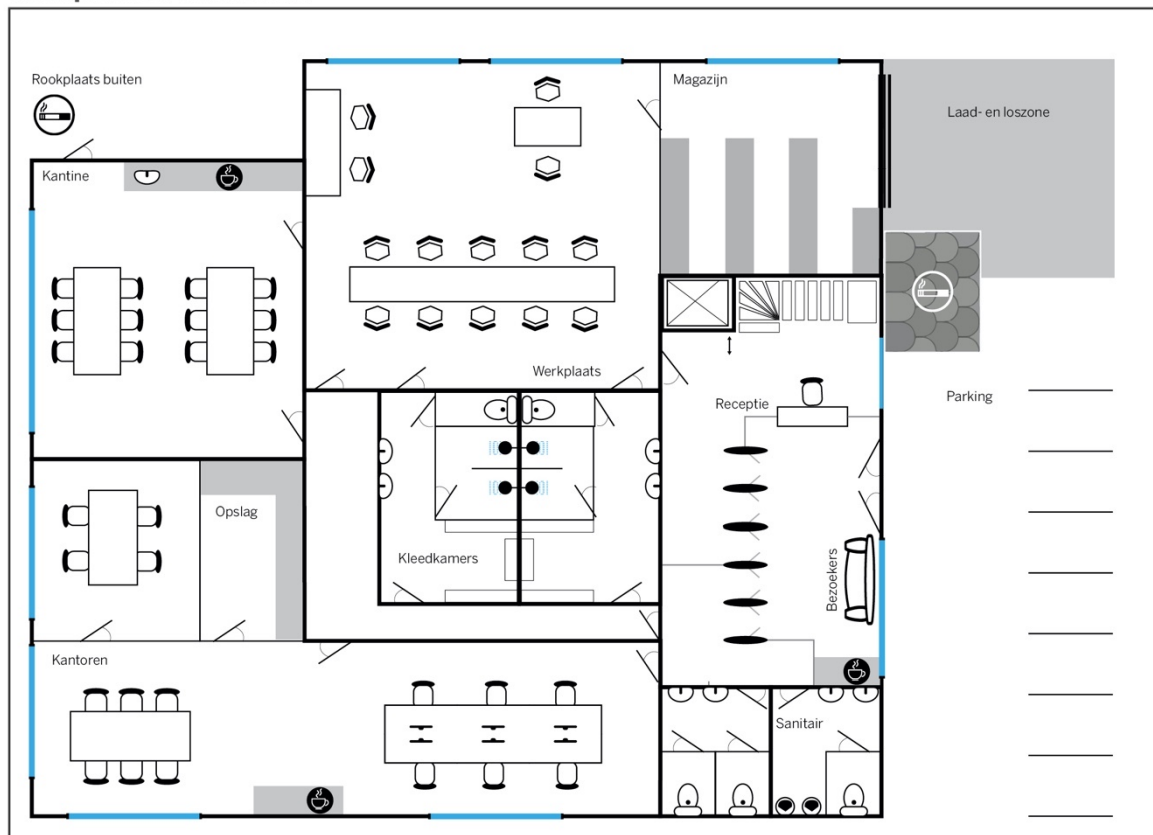 Rookplaats buiten
Magazijn
Laad- en loszone
Kantine
Werkplaats
Receptie
Parking
Opslag
Kleedkamers
Bezoekers
Kantoren
Sanitair